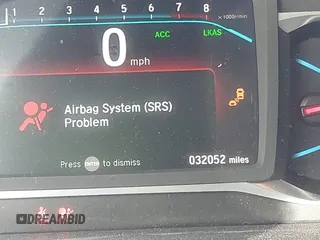 1 2 3 4 5 6 7 8 x1000r/min
ACC LKAS
0
mph
Airbag System (SRS)
Problem
Press ENTER to dismiss
032052 miles
DREAMBID